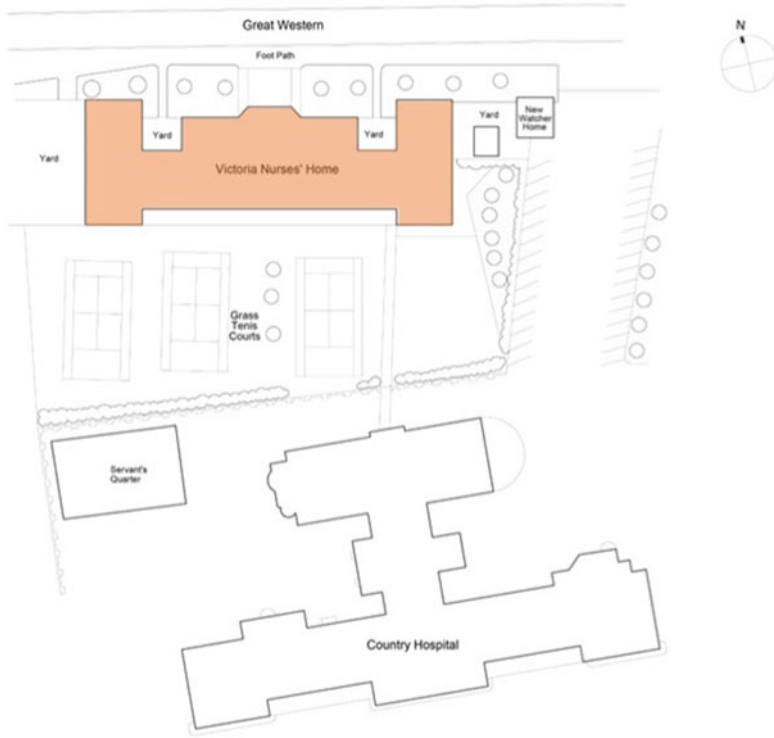 Great Western
N
Foot Path
Yard
New
Watcher
Home
Yard
Yard
Yard
Victoria Nurses' Home
Grass
Tenis
Courts
Servant's
Quarter
Country Hospital